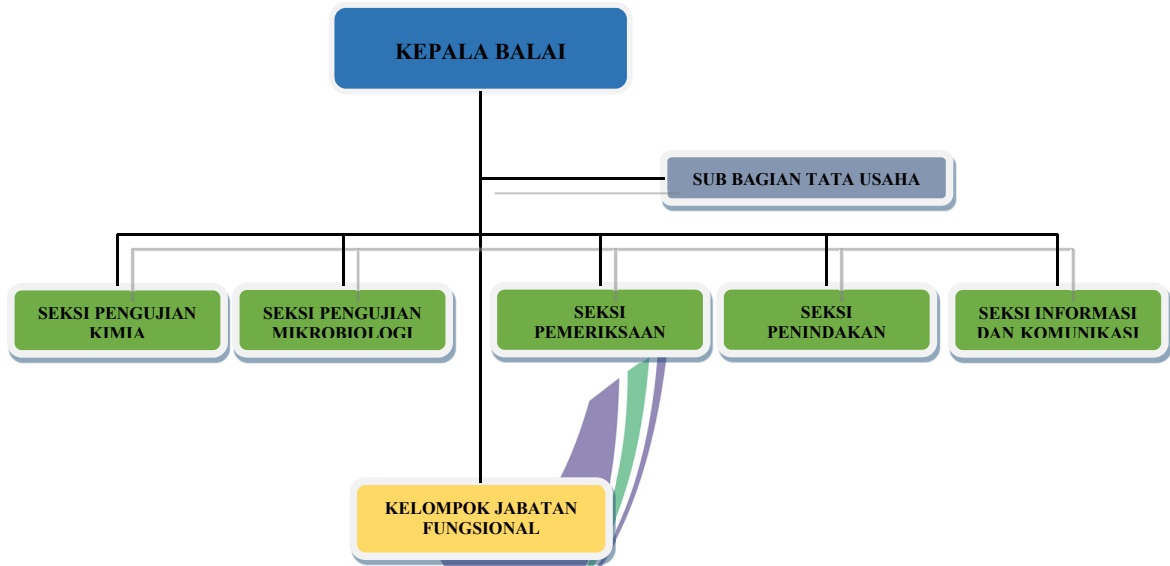 KEPALA BALAI
SUB BAGIAN TATA USAHA
SEKSI PENGUJIAN
KIMIA
SEKSI PENGUJIAN
MIKROBIOLOGI
SEKSI
PEMERIKSAAN
SEKSI
PENINDAKAN
SEKSI INFORMASI
DAN KOMUNIKASI
KELOMPOK JABATAN
FUNGSIONAL